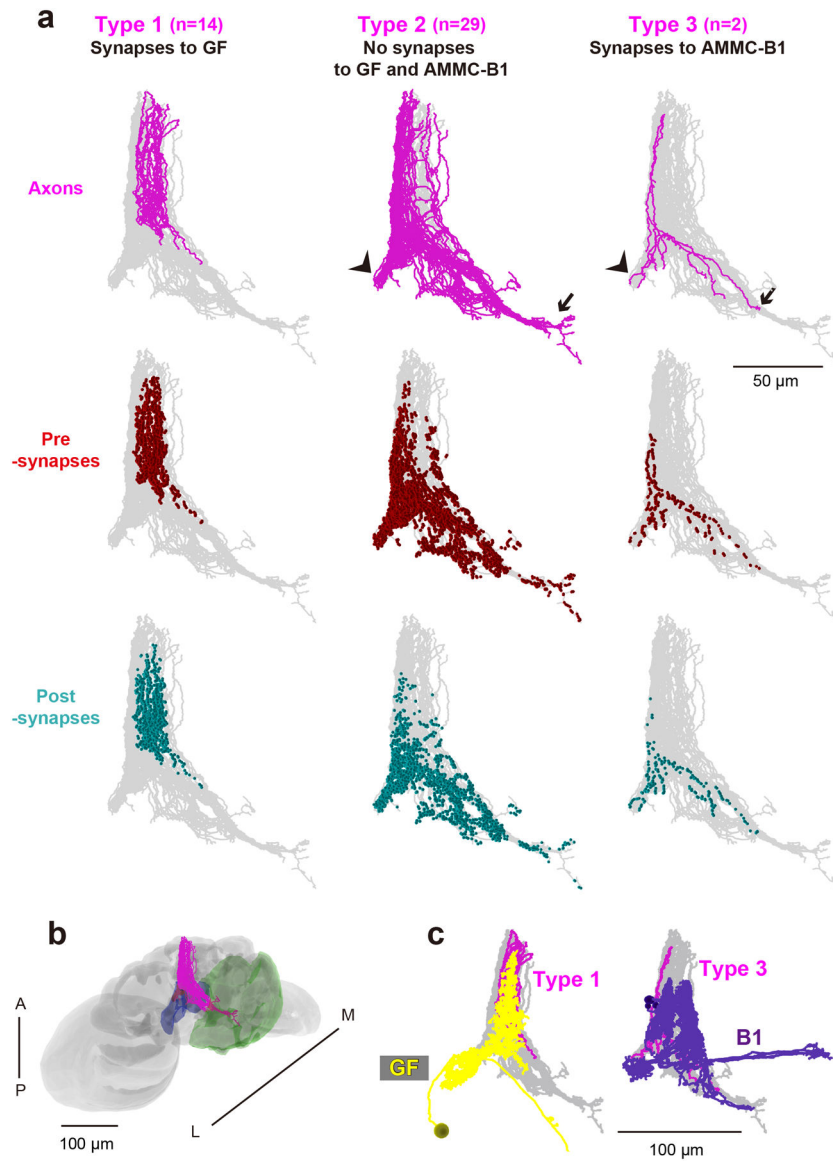 a
Type 1 (n=14)
Synapses to GF
Type 2 (n=29)
No synapses
to GF and AMMC-B1
Type 3 (n=2)
Synapses to AMMC-B1
Axons
50 µm
Pre
-synapses
Post
-synapses
b
A
P
M
L
100 µm
c
Type 1
GF
Type 3
B1
100 µm